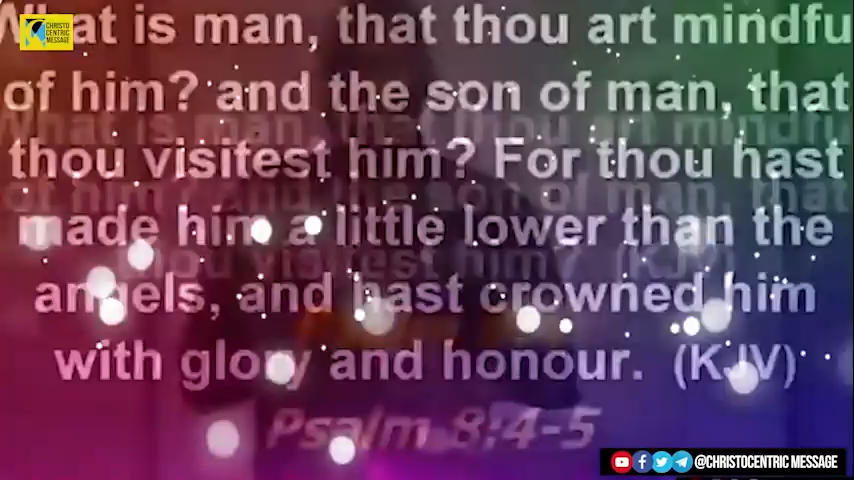 CHRISTO
CENTRIC
MESSAGE
What is man, that thou art mindfu
of him? and the son of man, that
thou visitest him? For thou hast
made him a little lower than the
angels, and hast crowned him
with glory and honour. (KJV)
Psalm 8:4-5
@CHRISTOCENTRIC MESSAGE